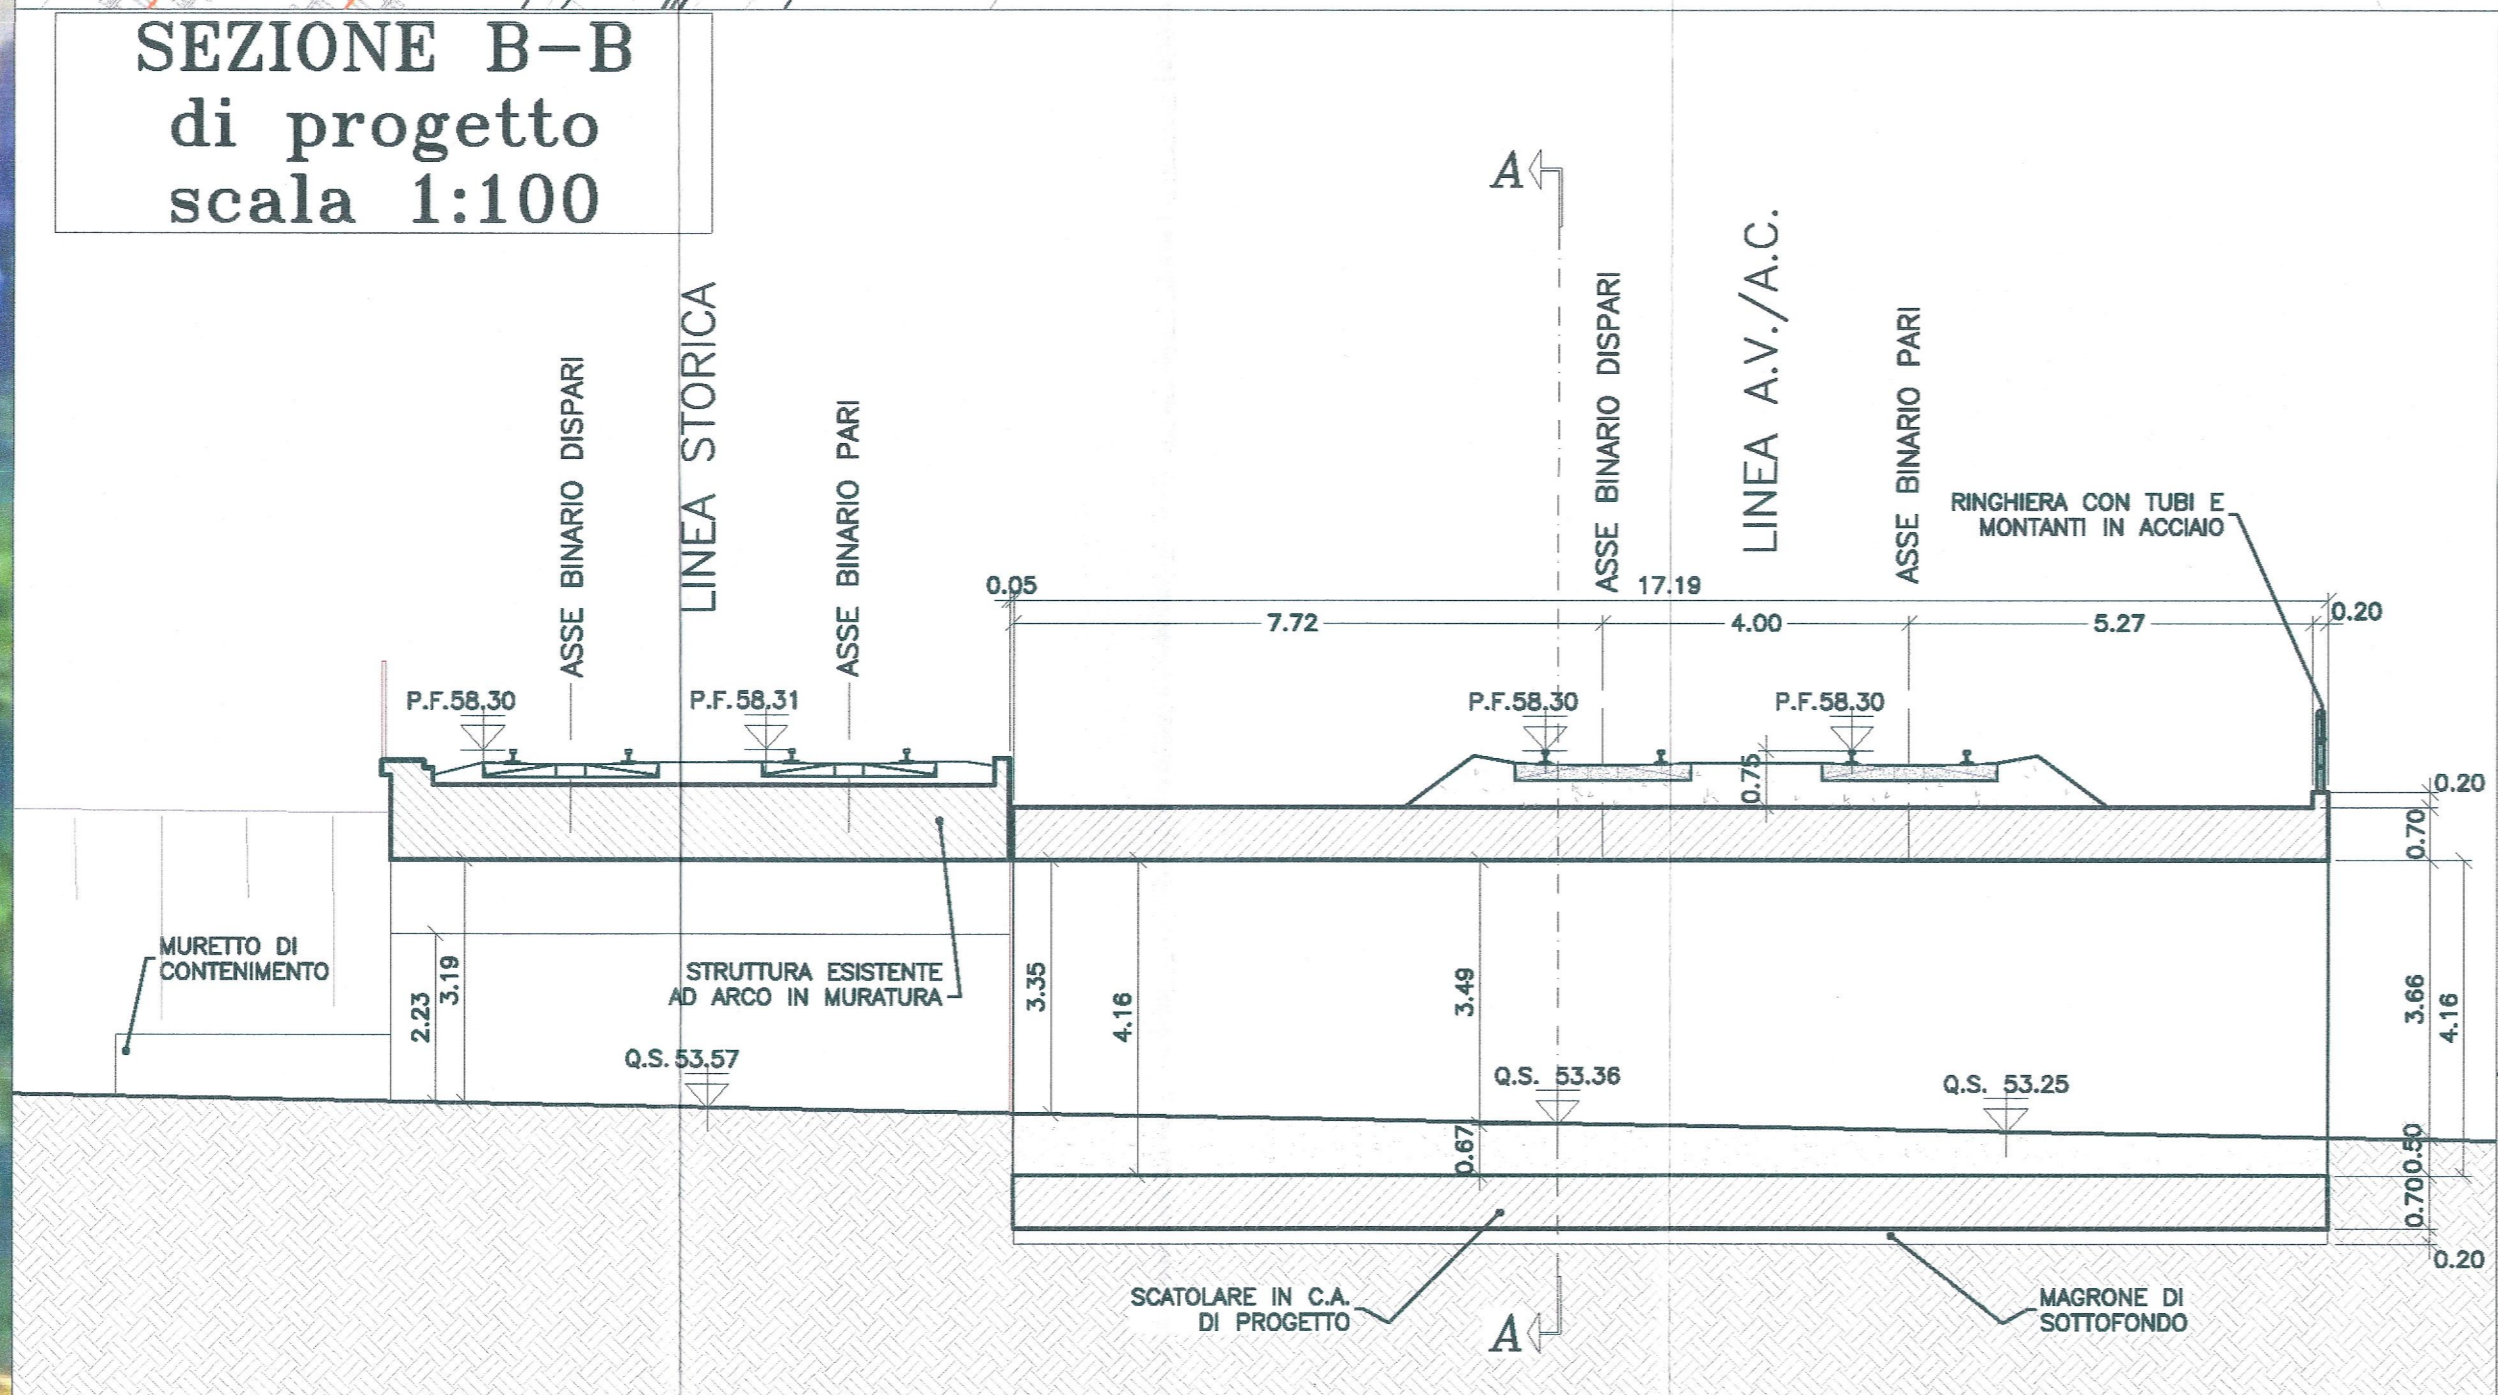 SEZIONE B-B
di progetto
scala 1:100
A
LINEA STORICA
ASSE BINARIO DISPARI
ASSE BINARIO PARI
ASSE BINARIO DISPARI
LINEA A.V./A.C.
ASSE BINARIO PARI
RINGHIERA CON TUBI E
MONTANTI IN ACCIAIO
0.05
17.19
0.20
7.72
4.00
5.27
P.F.58.30
P.F.58.31
P.F.58.30
P.F.58.30
0.75
0.20
0.70
MURETTO DI
CONTENIMENTO
2.23
3.19
STRUTTURA ESISTENTE
AD ARCO IN MURATURA
3.35
4.16
3.49
3.66
4.16
Q.S. 53.57
Q.S. 53.36
Q.S. 53.25
0.67
0.50
0.70
0.20
SCATOLARE IN C.A.
DI PROGETTO
A
MAGRONE DI
SOTTOFONDO